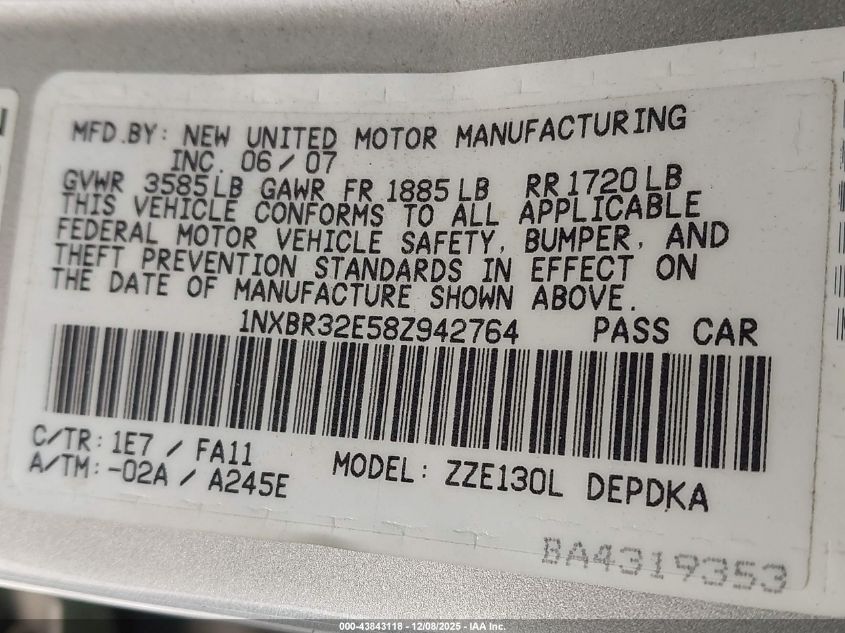 MFD.BY: NEW UNITED MOTOR MANUFACTURING
INC. 06/07
GVWR 3585LB GAWR FR 1885LB RR1720LB
THIS VEHICLE CONFORMS TO ALL APPLICABLE
FEDERAL MOTOR VEHICLE SAFETY, BUMPER, AND
THEFT PREVENTION STANDARDS IN EFFECT ON
THE DATE OF MANUFACTURE SHOWN ABOVE.
1NXBR32E58Z942764 PASS CAR
C/TR: 1E7 / FA11
A/TM: -02A / A245E
MODEL: ZZE130L DEPDKA
BA4319353
000-43843118 - 12/08/2025 - IAA Inc.